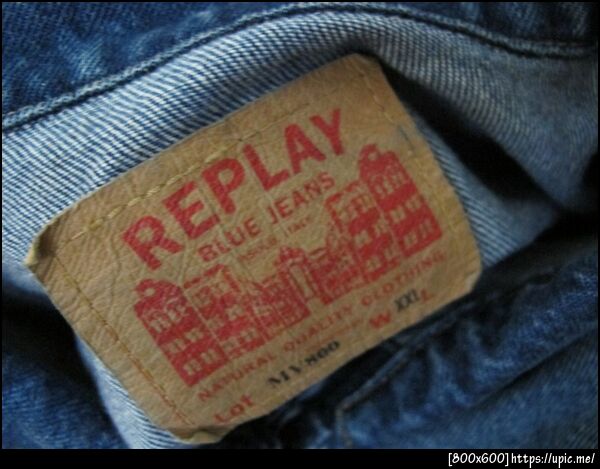 REPLAY
BLUE JEANS
NATURAL QUALITY CLOTHING
LOT MV800 W XXL L
[800x600]https://upic.me/